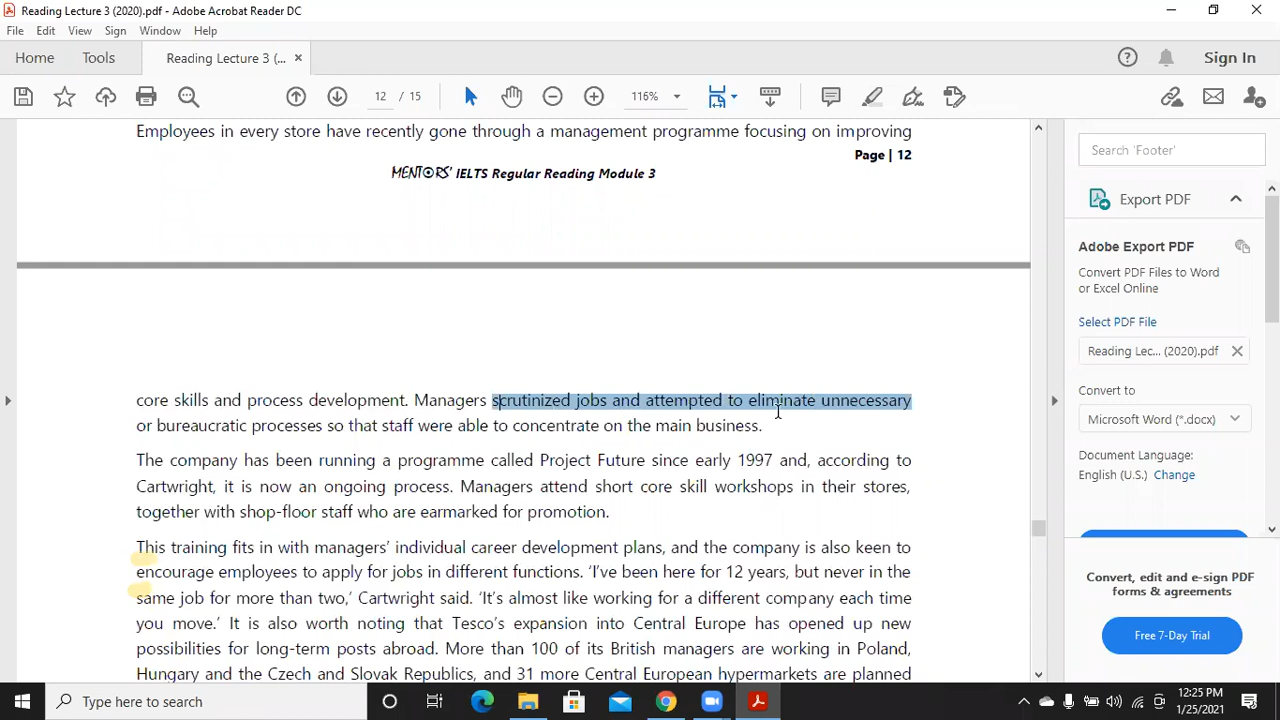 Reading Lecture 3 (2020).pdf - Adobe Acrobat Reader DC
File Edit View Sign Window Help
Home Tools Reading Lecture 3 (... × Sign In
12 / 15 116%
Employees in every store have recently gone through a management programme focusing on improving
Page | 12
MENTORS' IELTS Regular Reading Module 3
core skills and process development. Managers scrutinized jobs and attempted to eliminate unnecessary
or bureaucratic processes so that staff were able to concentrate on the main business.
The company has been running a programme called Project Future since early 1997 and, according to
Cartwright, it is now an ongoing process. Managers attend short core skill workshops in their stores,
together with shop-floor staff who are earmarked for promotion.
This training fits in with managers' individual career development plans, and the company is also keen to
encourage employees to apply for jobs in different functions. 'I've been here for 12 years, but never in the
same job for more than two,' Cartwright said. 'It's almost like working for a different company each time
you move.' It is also worth noting that Tesco's expansion into Central Europe has opened up new
possibilities for long-term posts abroad. More than 100 of its British managers are working in Poland,
Hungary and the Czech and Slovak Republics, and 31 more Central European hypermarkets are planned
Search 'Footer'
Export PDF
Adobe Export PDF
Convert PDF Files to Word
or Excel Online
Select PDF File
Reading Lec... (2020).pdf
Convert to
Microsoft Word (*.docx)
Document Language:
English (U.S.) Change
Convert, edit and e-sign PDF
forms & agreements
Free 7-Day Trial
Type here to search
12:25 PM
1/25/2021